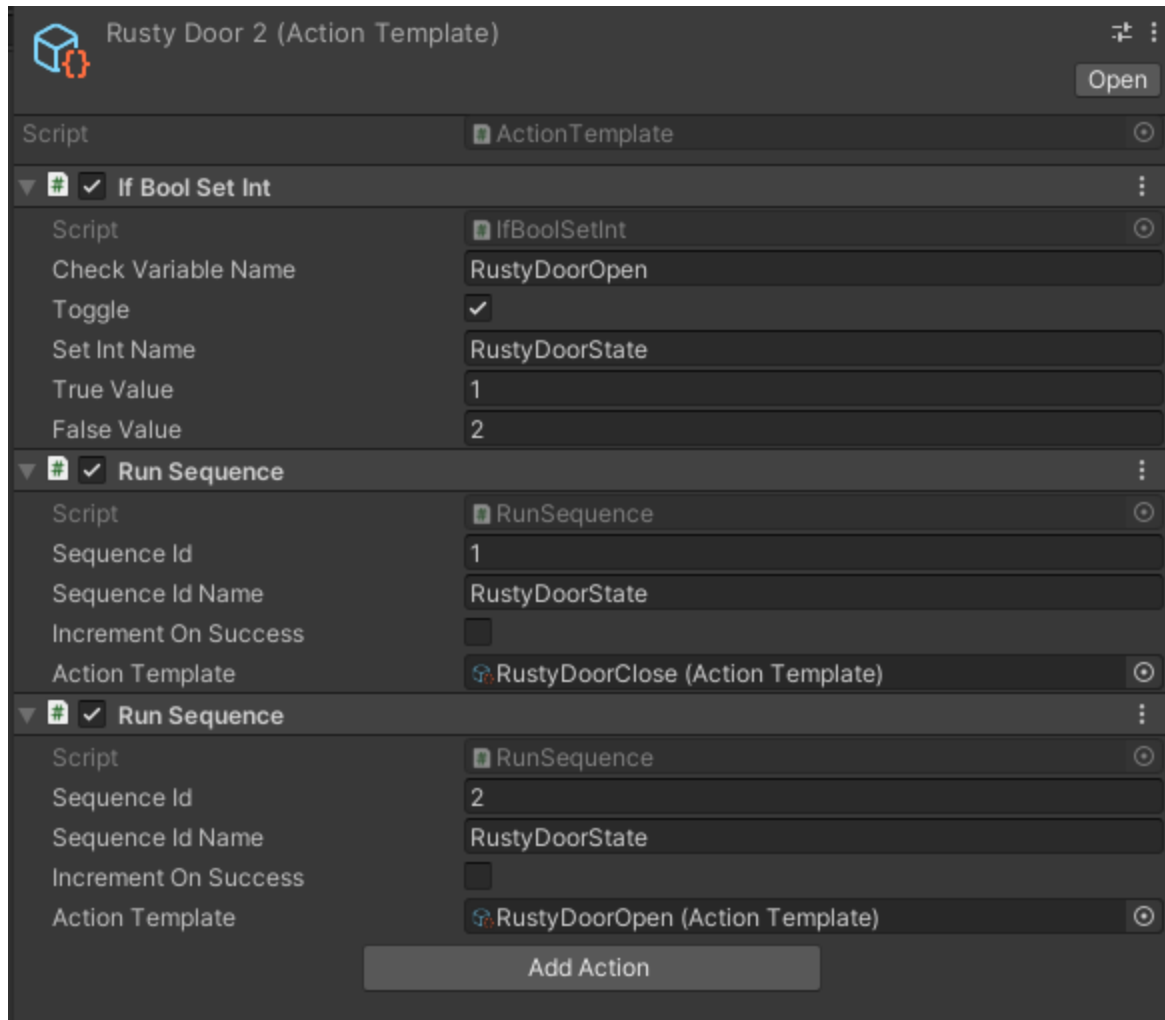 Rusty Door 2 (Action Template)
Open
Script ActionTemplate
If Bool Set Int
Script IfBoolSetInt
Check Variable Name RustyDoorOpen
Toggle
Set Int Name RustyDoorState
True Value 1
False Value 2
Run Sequence
Script RunSequence
Sequence Id 1
Sequence Id Name RustyDoorState
Increment On Success
Action Template RustyDoorClose (Action Template)
Run Sequence
Script RunSequence
Sequence Id 2
Sequence Id Name RustyDoorState
Increment On Success
Action Template RustyDoorOpen (Action Template)
Add Action